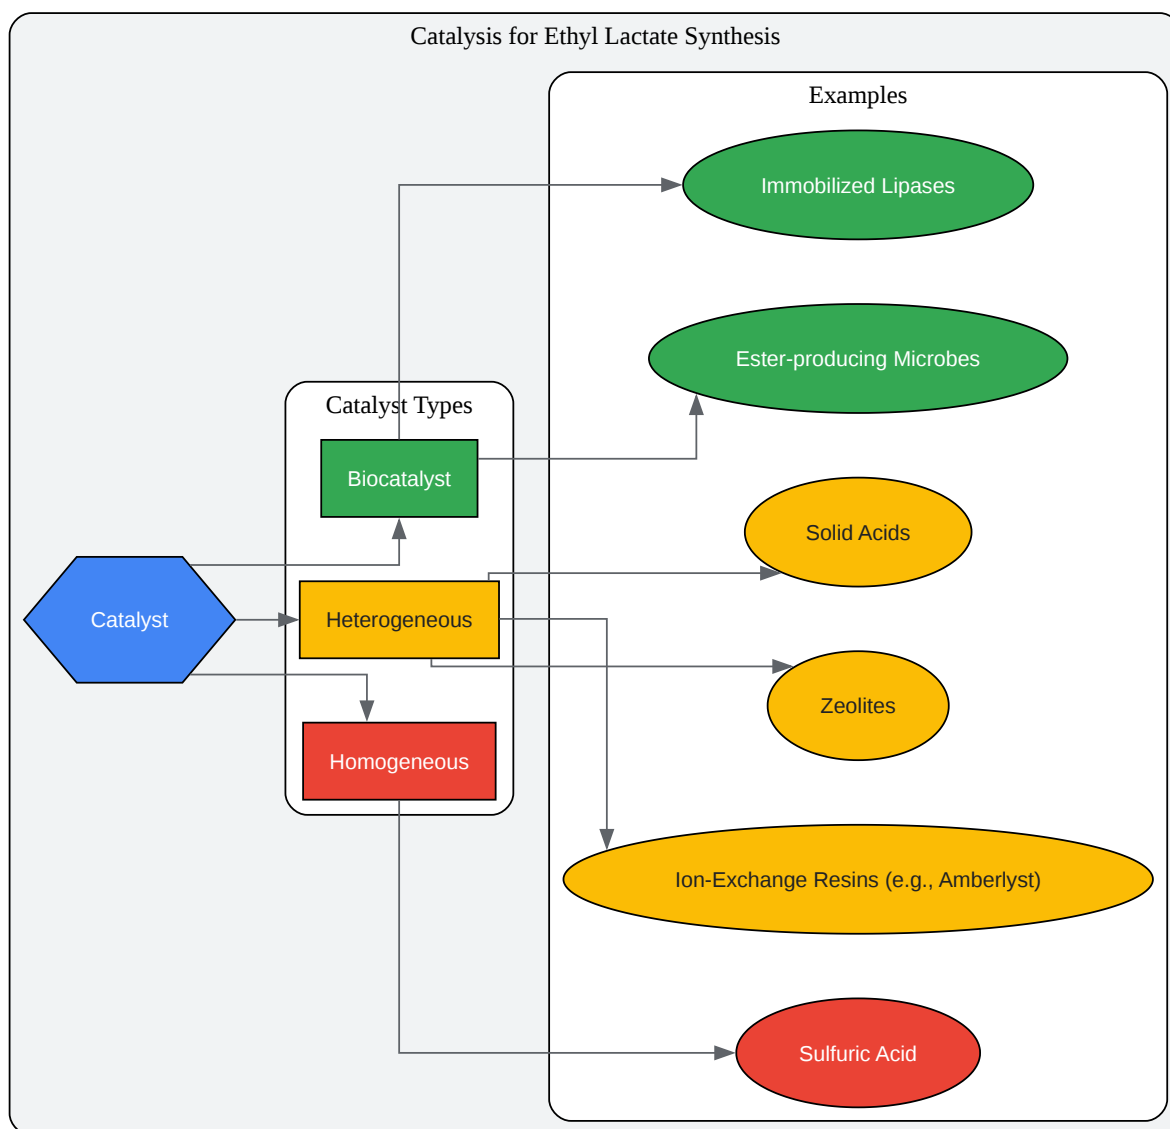 Catalysis for Ethyl Lactate Synthesis
Examples
Immobilized Lipases
Ester-producing Microbes
Catalyst Types
Biocatalyst
Solid Acids
Catalyst
Heterogeneous
Zeolites
Homogeneous
Ion-Exchange Resins (e.g., Amberlyst)
Sulfuric Acid